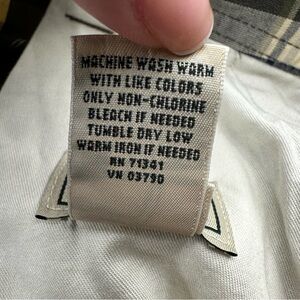 MACHINE WASH WARM
WITH LIKE COLORS
ONLY NON-CHLORINE
BLEACH IF NEEDED
TUMBLE DRY LOW
WARM IRON IF NEEDED
RN 71341
VN 03790